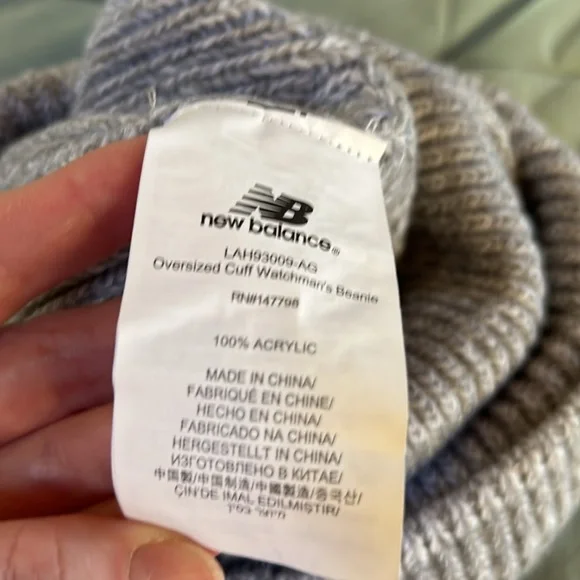 NB
new balance®
LAH93009-AG
Oversized Cuff Watchman's Beanie
RN#147798
100% ACRYLIC
MADE IN CHINA/
FABRIQUÉ EN CHINE/
HECHO EN CHINA/
FABRICADO NA CHINA/
HERGESTELLT IN CHINA/
ИЗГОТОВЛЕНО В КИТАЕ/
中国製/中国制造/中國製造/중국산/
ÇIN'DE IMAL EDILMIŞTIR/